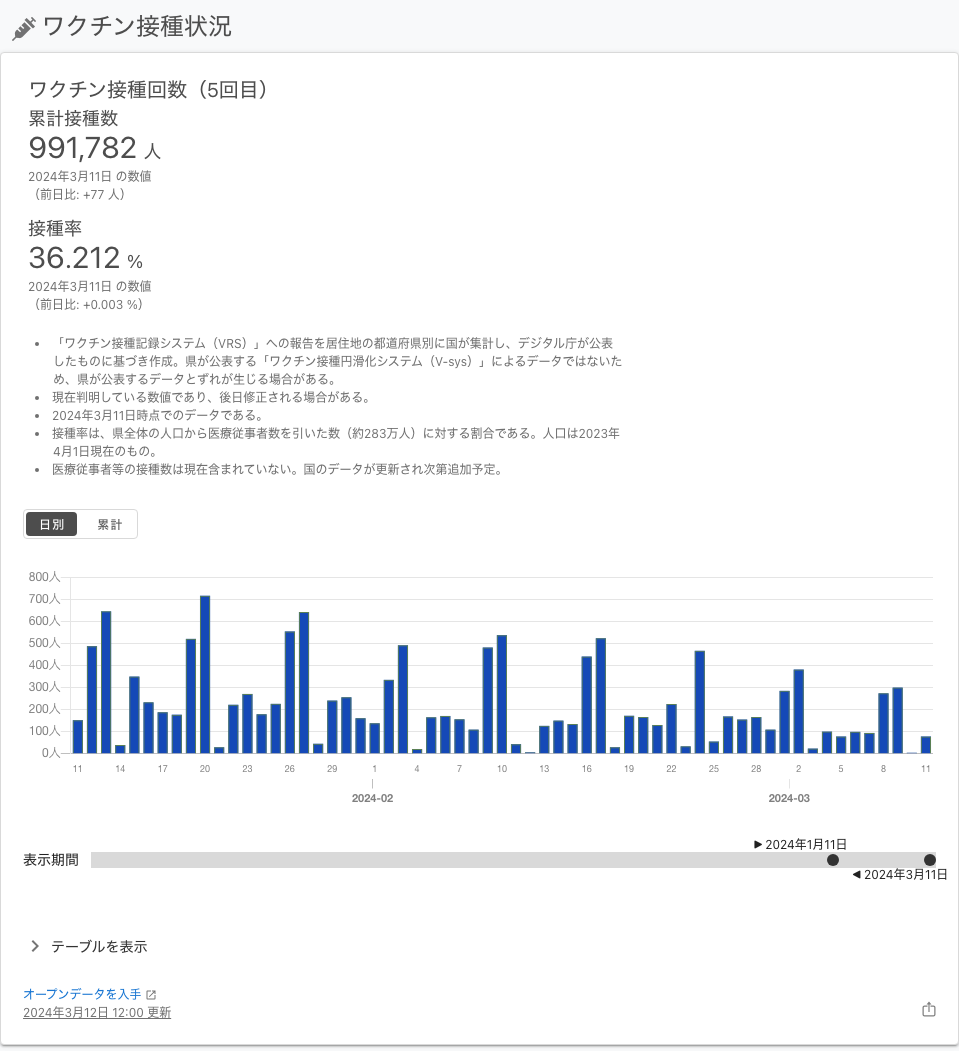 ワクチン接種状況
ワクチン接種回数（5回目）
累計接種数
991,782 人
2024年3月11日 の数値
（前日比: +77 人）
接種率
36.212 %
2024年3月11日 の数値
（前日比: +0.003 %）
• 「ワクチン接種記録システム（VRS）」への報告を居住地の都道府県別に国が集計し、デジタル庁が公表
したものに基づき作成。県が公表する「ワクチン接種円滑化システム（V-sys）」によるデータではないた
め、県が公表するデータとずれが生じる場合がある。
• 現在判明している数値であり、後日修正される場合がある。
• 2024年3月11日時点でのデータである。
• 接種率は、県全体の人口から医療従事者数を引いた数（約283万人）に対する割合である。人口は2023年
4月1日現在のもの。
• 医療従事者等の接種数は現在含まれていない。国のデータが更新され次第追加予定。
日別 累計
800人
700人
600人
500人
400人
300人
200人
100人
0人
11 14 17 20 23 26 29 1 4 7 10 13 16 19 22 25 28 2 5 8 11
2024-02 2024-03
▶ 2024年1月11日
表示期間
◀ 2024年3月11日
テーブルを表示
オープンデータを入手
2024年3月12日 12:00 更新